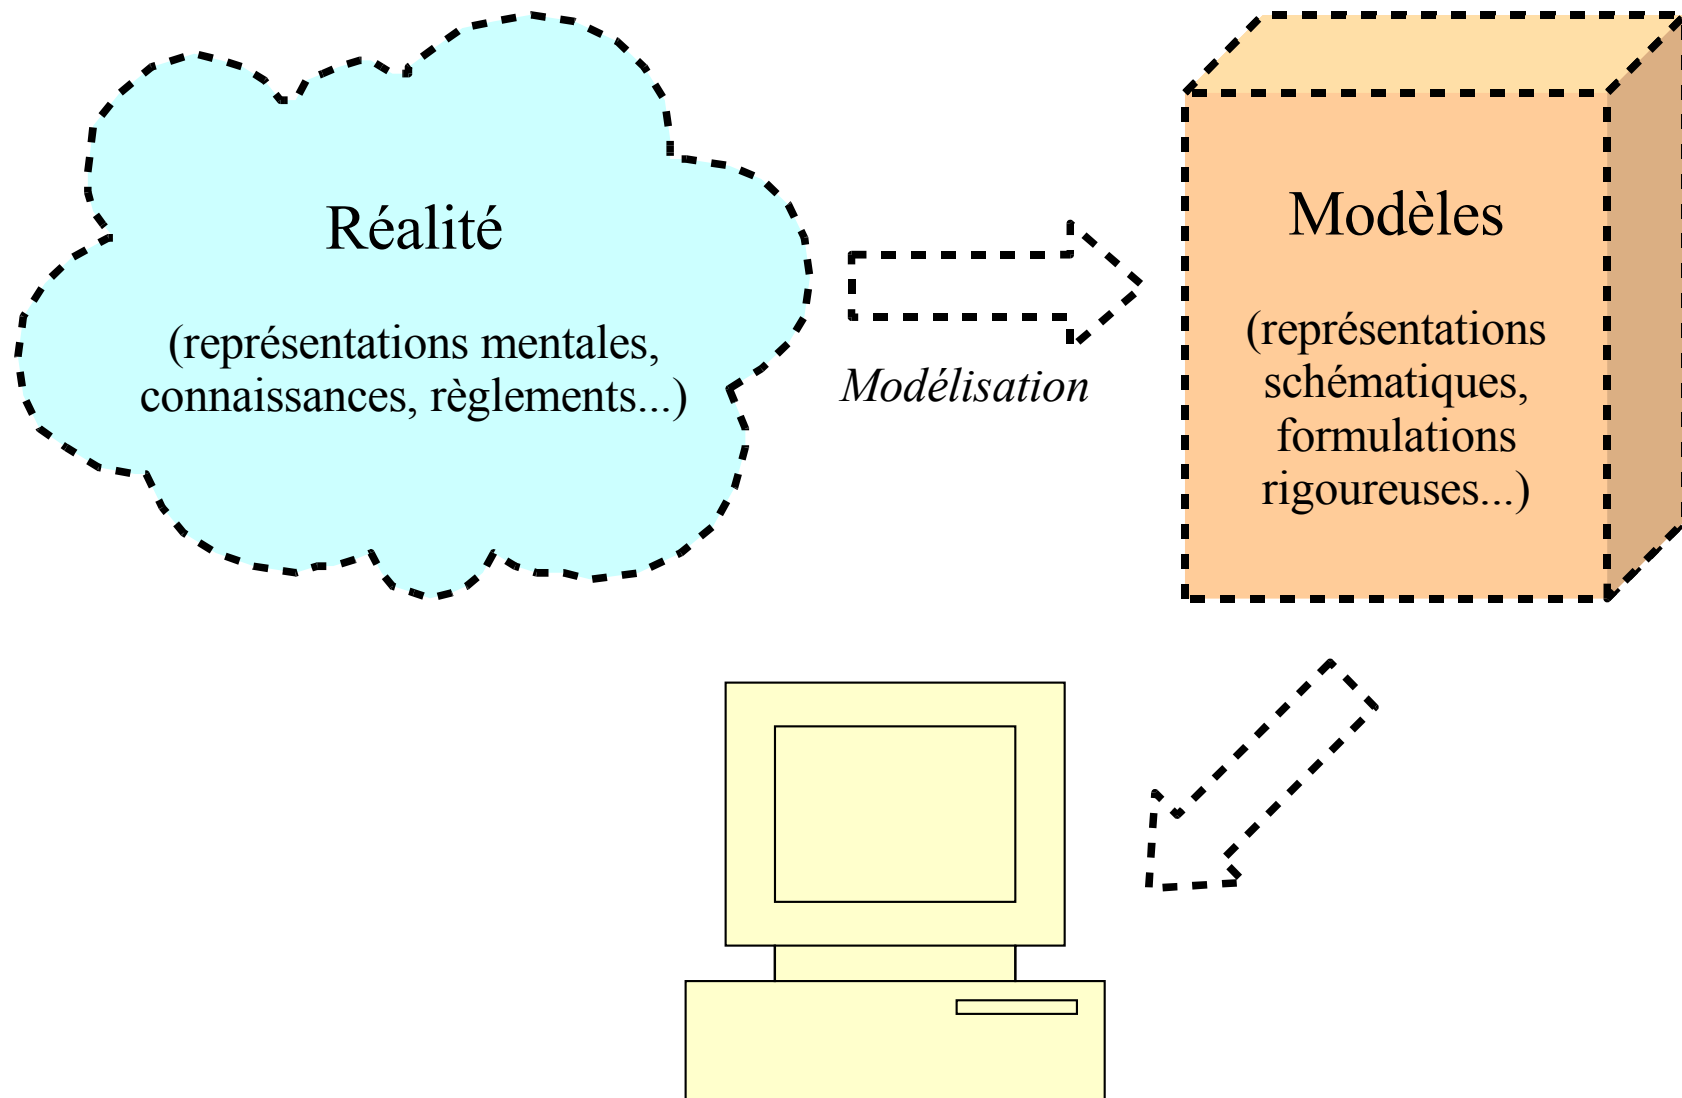 Réalité
(représentations mentales,
connaissances, règlements...)
Modélisation
Modèles
(représentations
schématiques,
formulations
rigoureuses...)